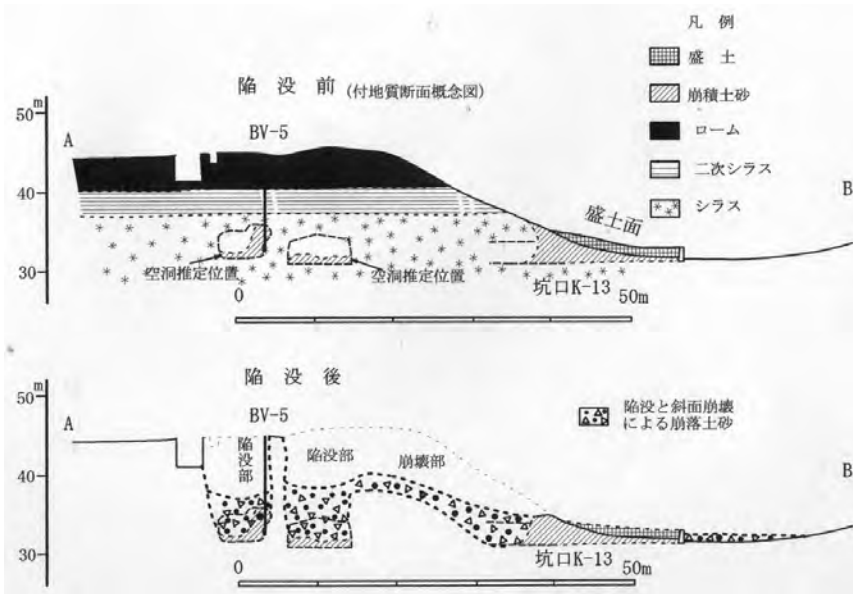 凡 例
盛 土
崩積土砂
ローム
二次シラス
シラス
陥 没 前 (付地質断面概念図)
m
50
A
BV-5
40
B
盛土面
30
空洞推定位置
空洞推定位置
坑口K-13
0
50m
陥 没 後
m
50
A
BV-5
陥没と斜面崩壊
による崩落土砂
陥没部
陥没部
崩壊部
40
B
30
坑口K-13
0
50m